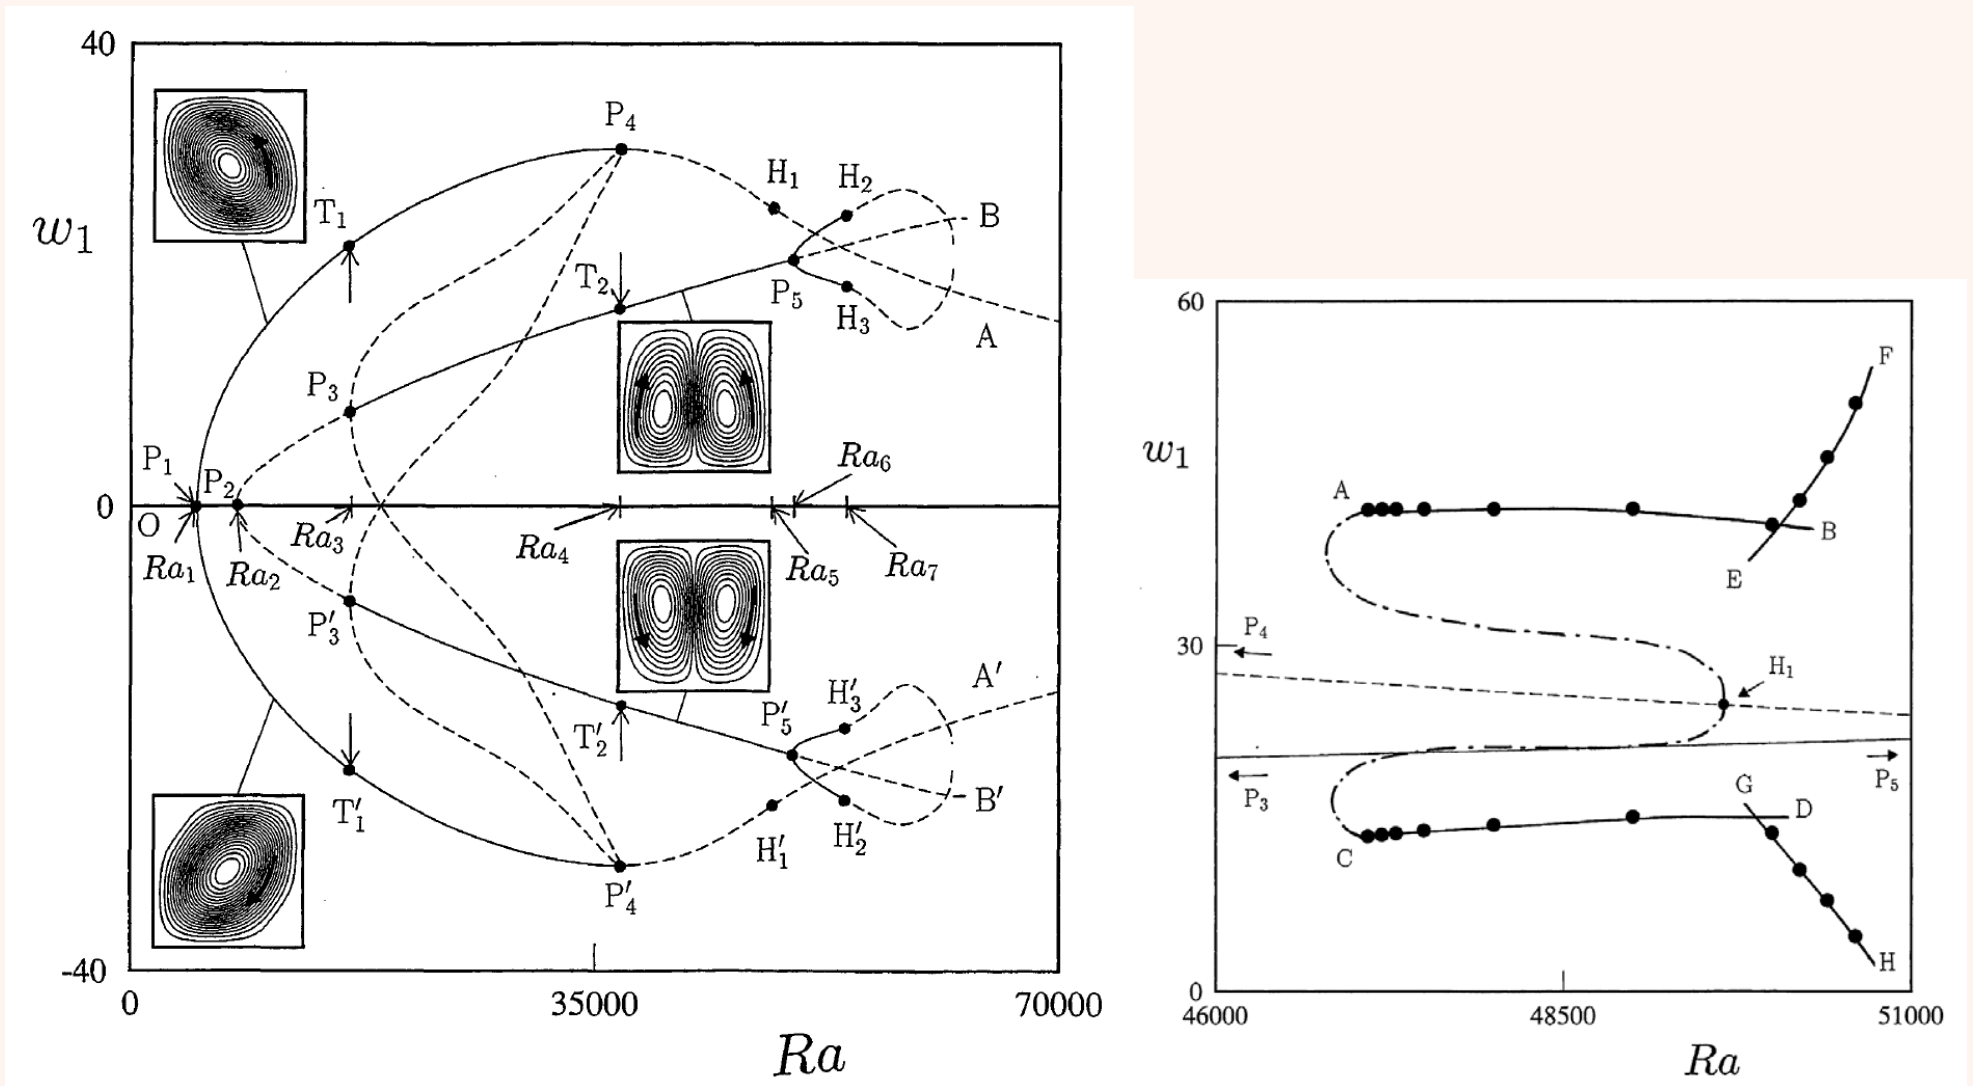 40
P₄
H₁
H₂
T₁
w₁
B
T₂
P₅
H₃
A
P₃
Ra₆
P₁
P₂
0
O
Ra₃
Ra₄
Ra₁
Ra₂
Ra₅
Ra₇
P′₃
A′
H′₃
P′₅
T′₂
B′
T′₁
H′₁
H′₂
P′₄
-40
0
35000
70000
Ra
60
F
w₁
A
B
E
P₄
30
H₁
P₃
P₅
G
D
C
H
0
46000
48500
51000
Ra